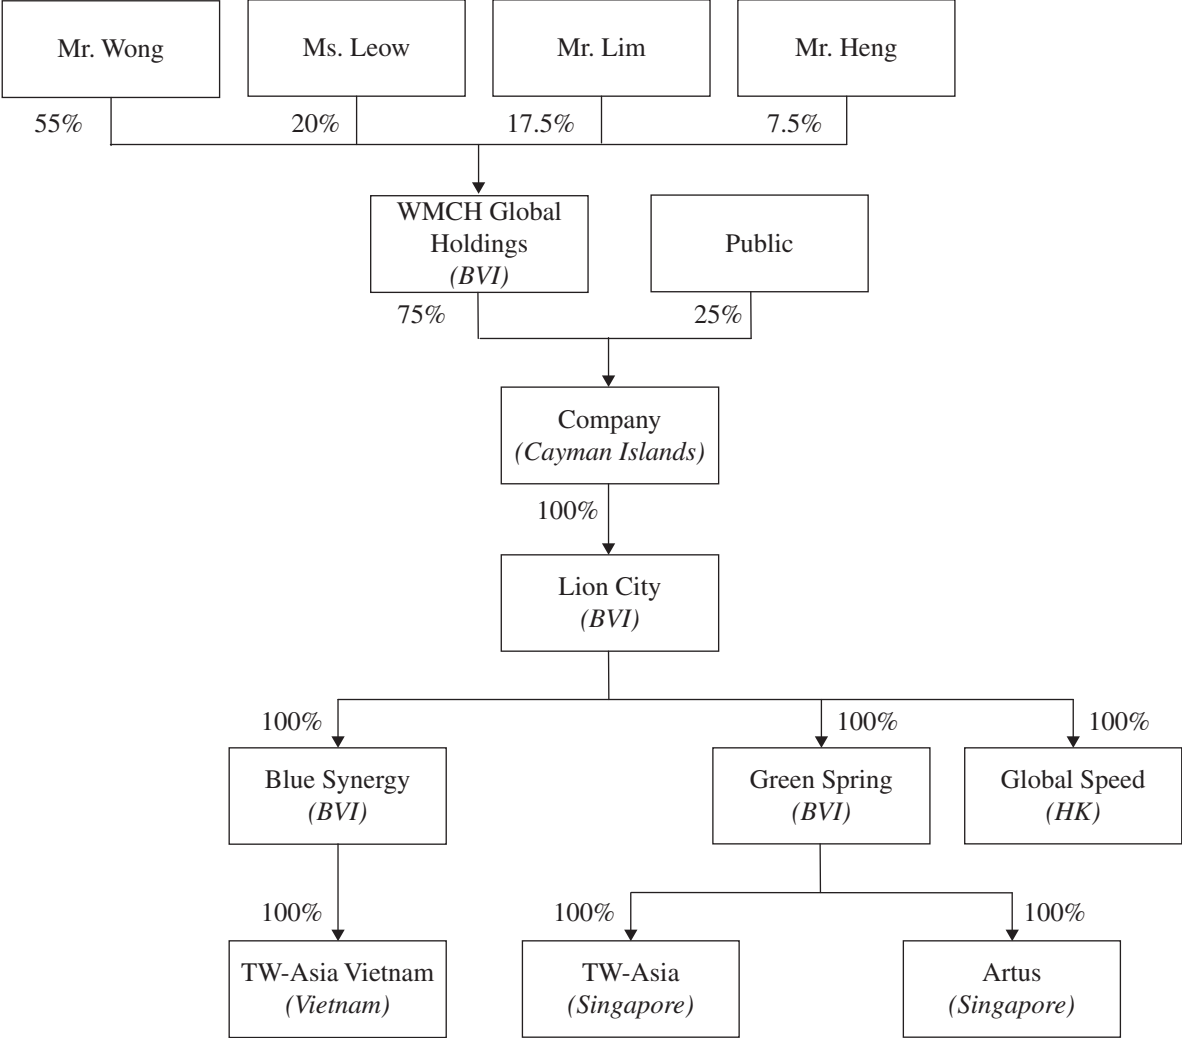 Mr. Wong
Ms. Leow
Mr. Lim
Mr. Heng
55%
20%
17.5%
7.5%
WMCH Global
Holdings
(BVI)
Public
75%
25%
Company
(Cayman Islands)
100%
Lion City
(BVI)
100%
100%
100%
Blue Synergy
(BVI)
Green Spring
(BVI)
Global Speed
(HK)
100%
100%
100%
TW-Asia Vietnam
(Vietnam)
TW-Asia
(Singapore)
Artus
(Singapore)